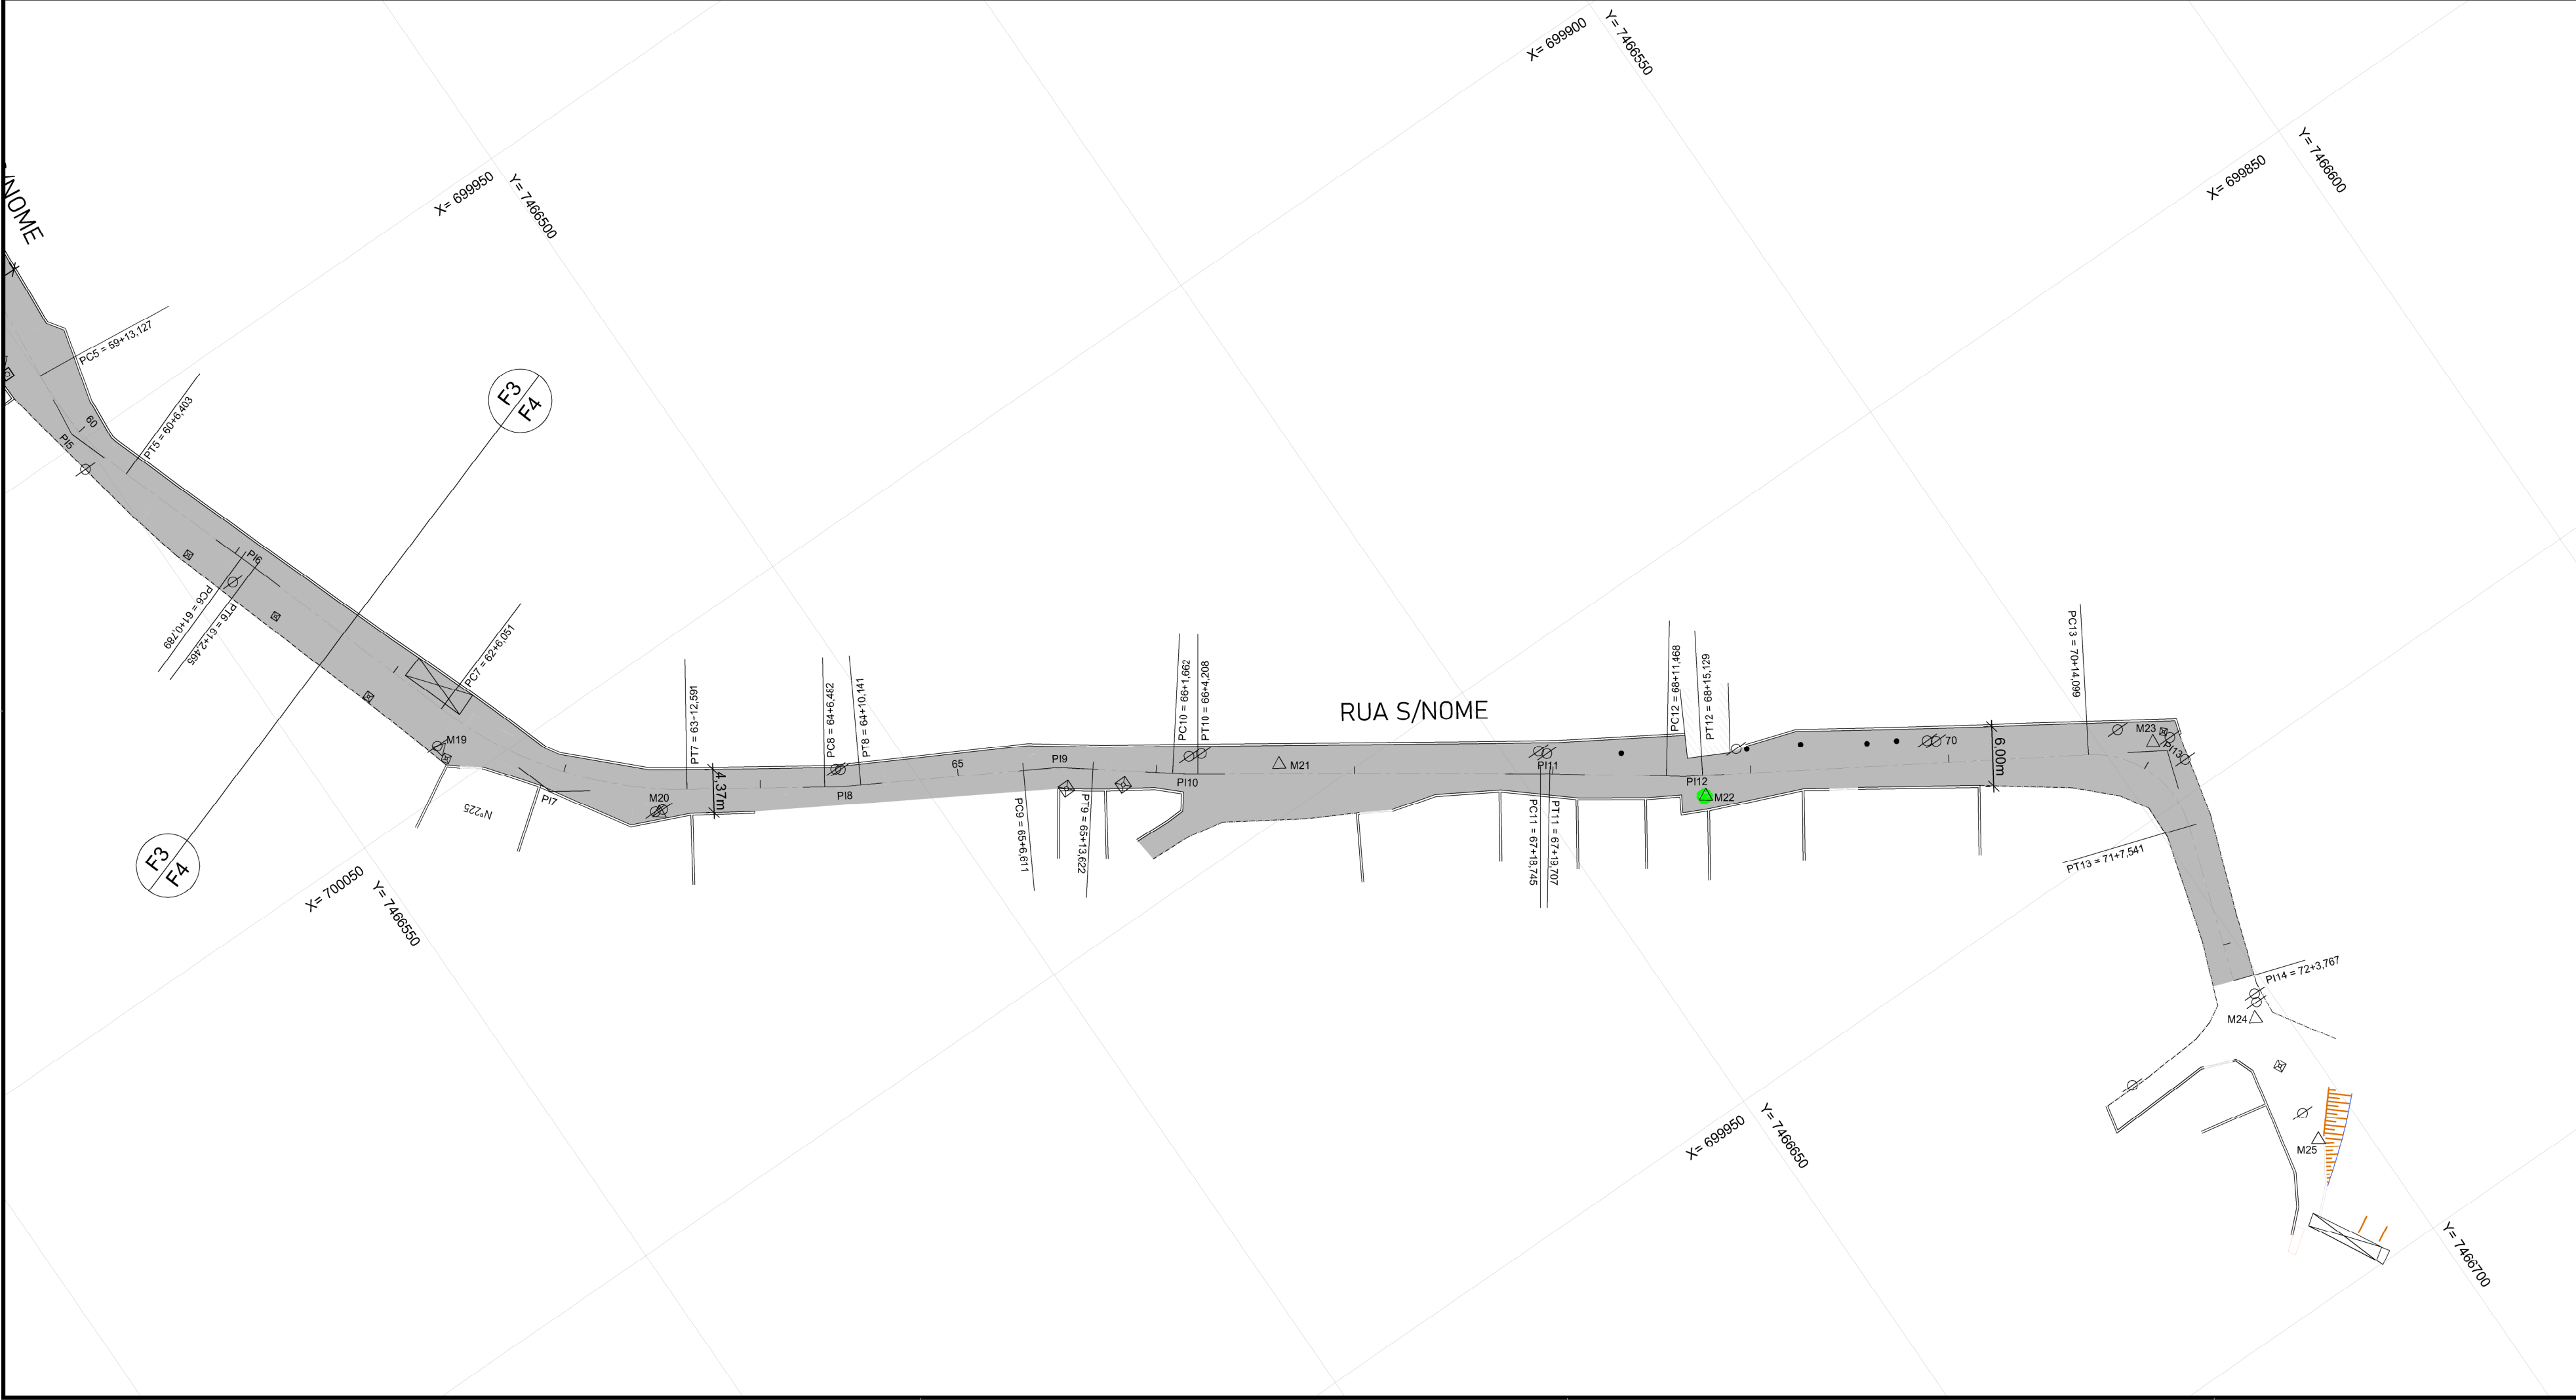 X= 699900
Y= 7466550
Y= 7466600
X= 699850
X= 699950
Y= 7466500
S/NOME
PC5 = 59+13,127
60
PI5
PT5 = 60+6,403
F3
F4
PI6
PC6 = 61+0,789
PT6 = 61+2,465
PC7 = 62+6,051
M19
N°225
PI7
F3
F4
X= 700050
Y= 7466550
PT7 = 63+12,591
M20
4,37m
PC8 = 64+6,482
PT8 = 64+10,141
PI8
65
PI9
PC9 = 65+6,611
PT9 = 65+13,622
PC10 = 66+1,662
PT10 = 66+4,208
PI10
M21
RUA S/NOME
PI11
PC11 = 67+18,745
PT11 = 67+19,707
PC12 = 68+11,468
PT12 = 68+15,129
PI12
M22
70
6,00m
PC13 = 70+14,099
M23
PI13
PT13 = 71+7,541
PI14 = 72+3,767
M24
M25
X= 699950
Y= 7466650
Y= 7466700